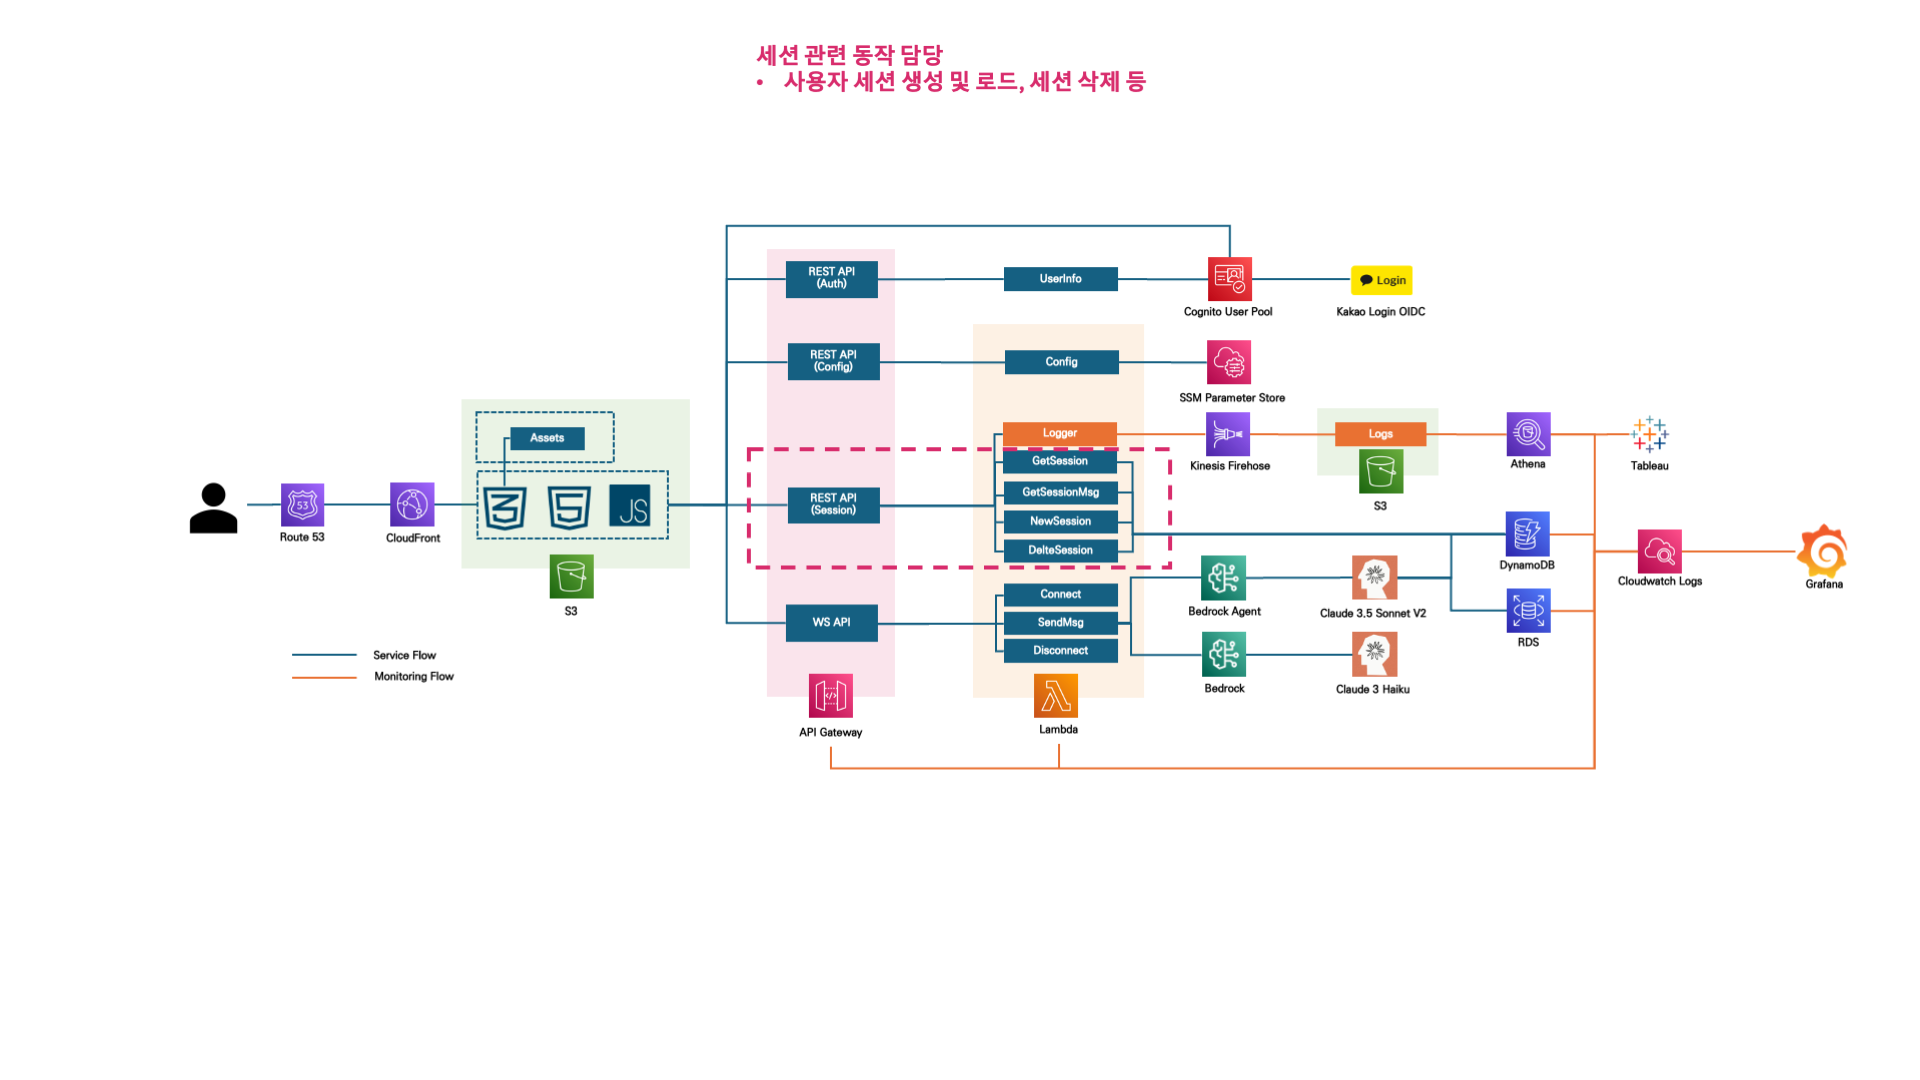 세션 관련 동작 담당
• 사용자 세션 생성 및 로드, 세션 삭제 등
REST API
(Auth)
UserInfo
Cognito User Pool
Login
Kakao Login OIDC
REST API
(Config)
Config
SSM Parameter Store
Assets
Logger
Kinesis Firehose
Logs
S3
Athena
Tableau
53
Route 53
CloudFront
3
5
JS
S3
REST API
(Session)
GetSession
GetSessionMsg
NewSession
DelteSession
DynamoDB
RDS
Cloudwatch Logs
Grafana
WS API
Connect
SendMsg
Disconnect
Bedrock Agent
Claude 3.5 Sonnet V2
Bedrock
Claude 3 Haiku
Service Flow
Monitoring Flow
</>
API Gateway
Lambda